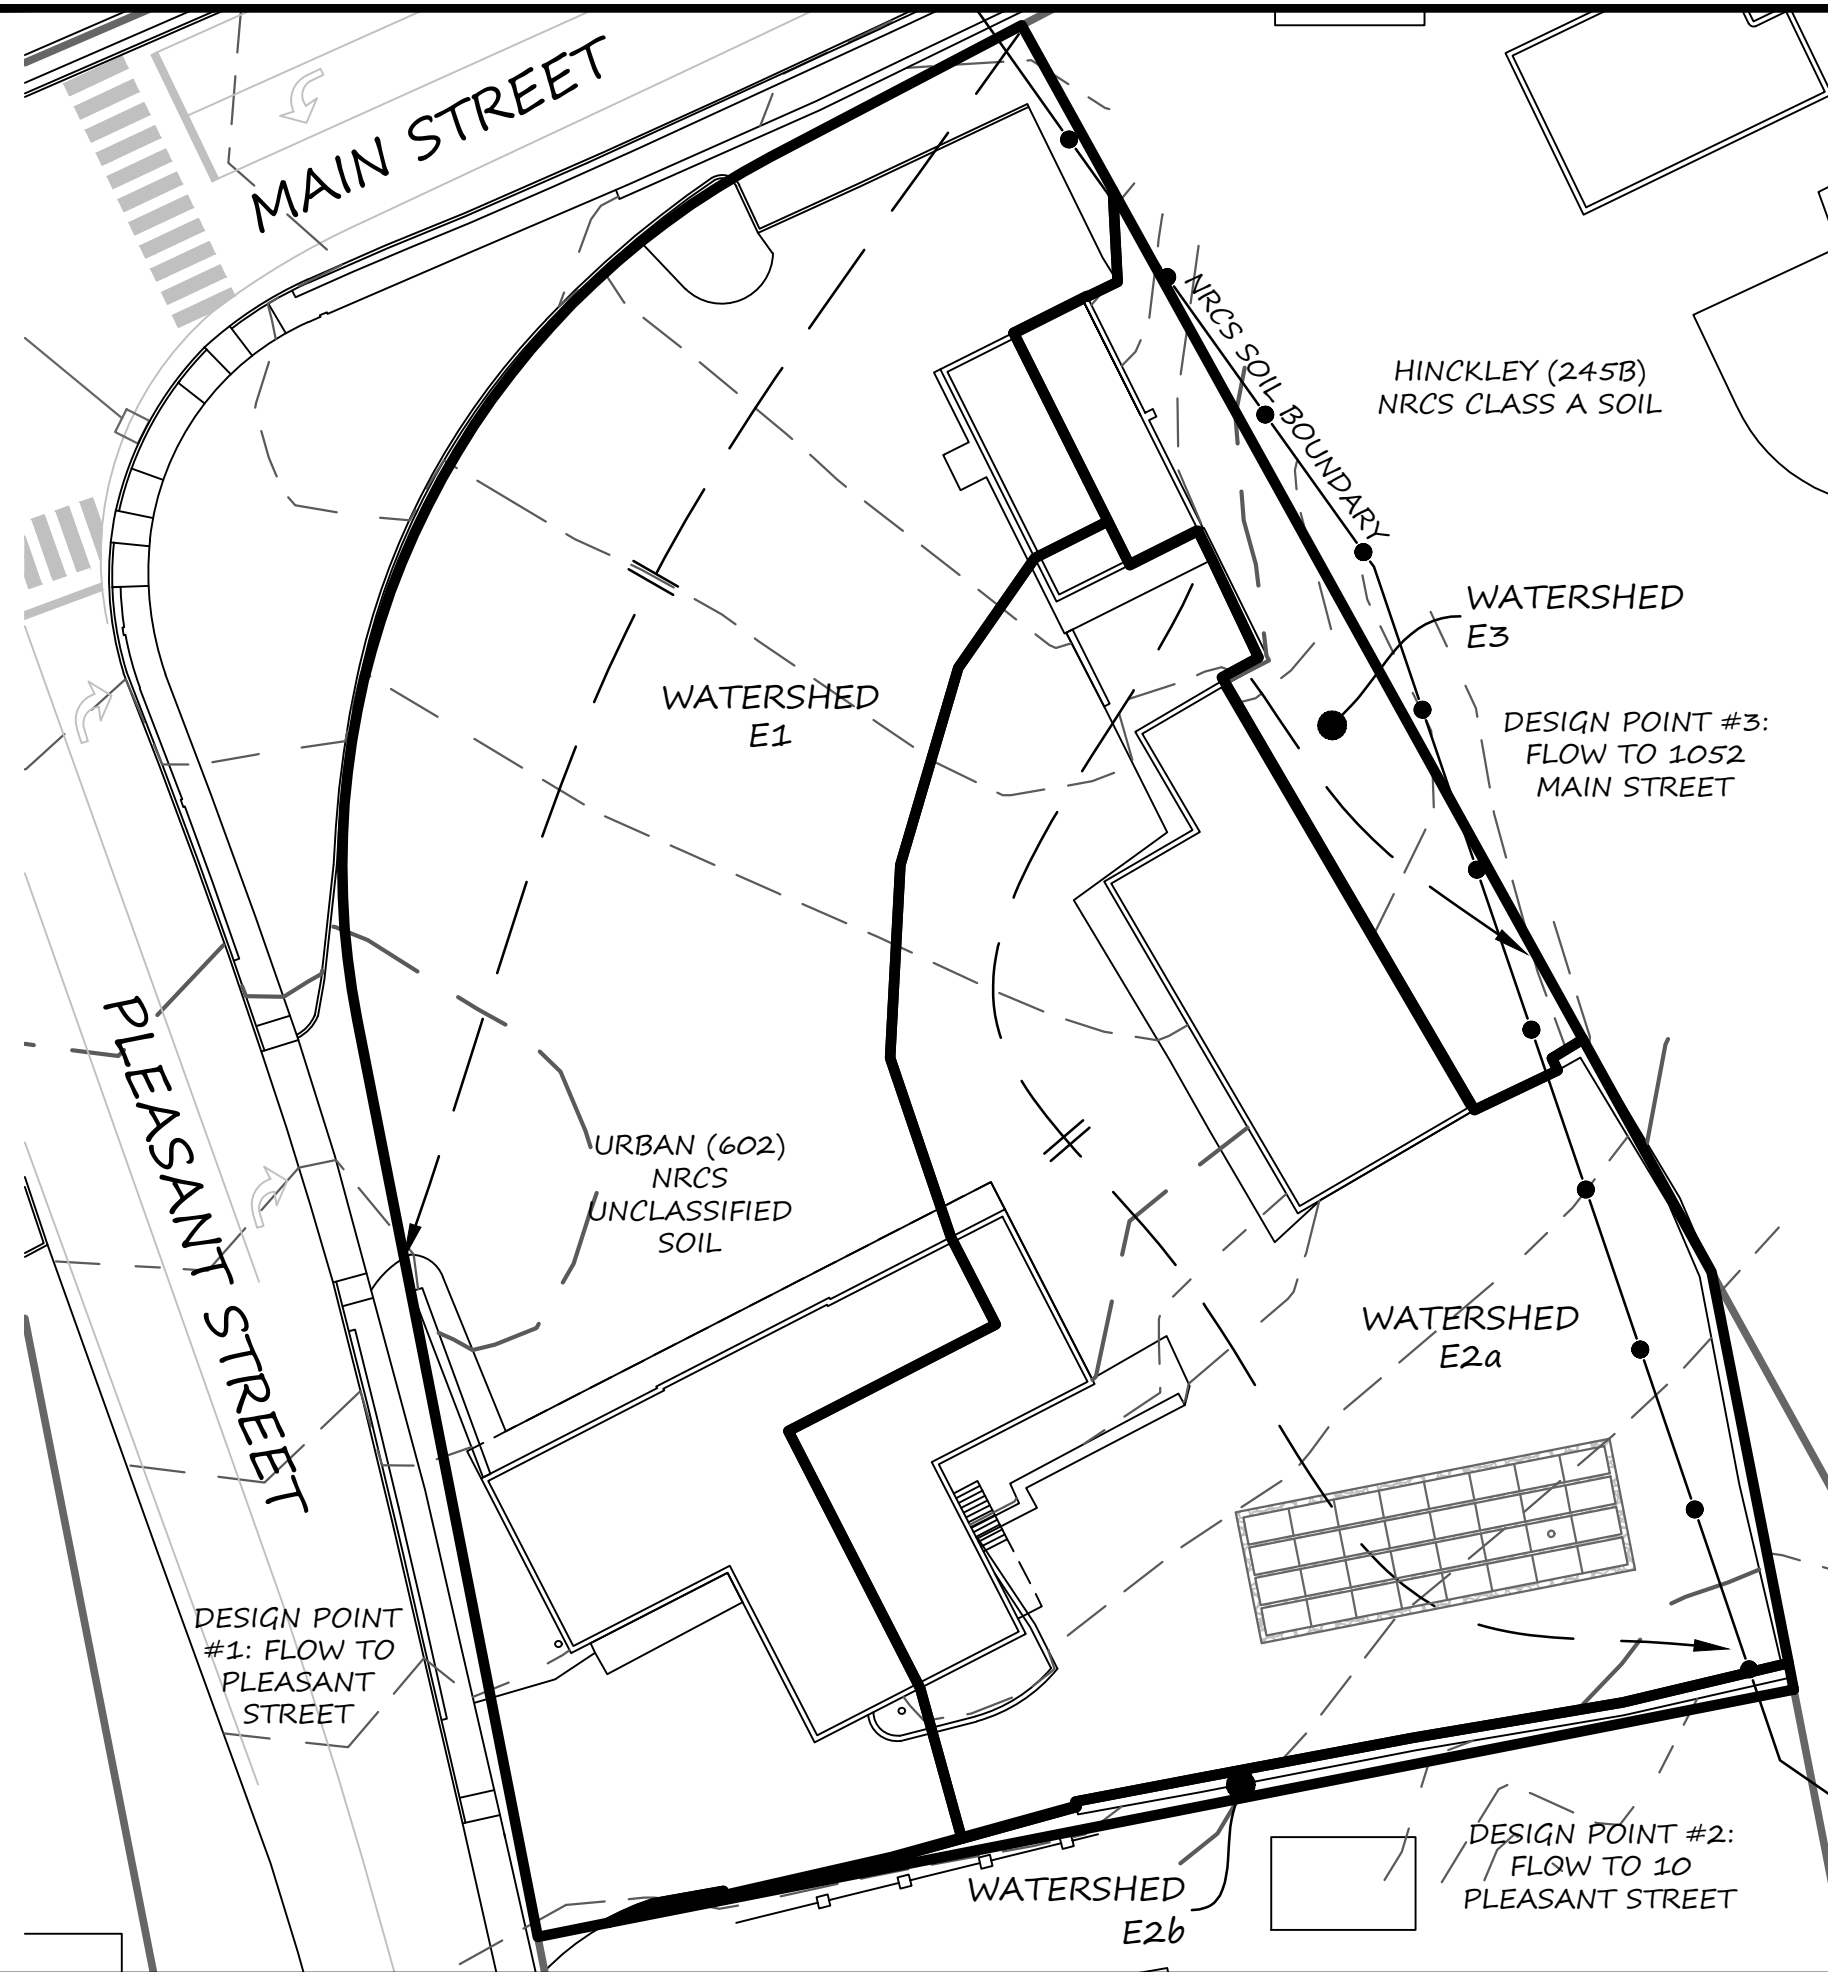 MAIN STREET
NRCS SOIL BOUNDARY
HINCKLEY (245B)
NRCS CLASS A SOIL
WATERSHED
E3
WATERSHED
E1
DESIGN POINT #3:
FLOW TO 1052
MAIN STREET
PLEASANT STREET
URBAN (602)
NRCS
UNCLASSIFIED
SOIL
WATERSHED
E2a
DESIGN POINT
#1: FLOW TO
PLEASANT
STREET
DESIGN POINT #2:
FLOW TO 10
PLEASANT STREET
WATERSHED
E2b